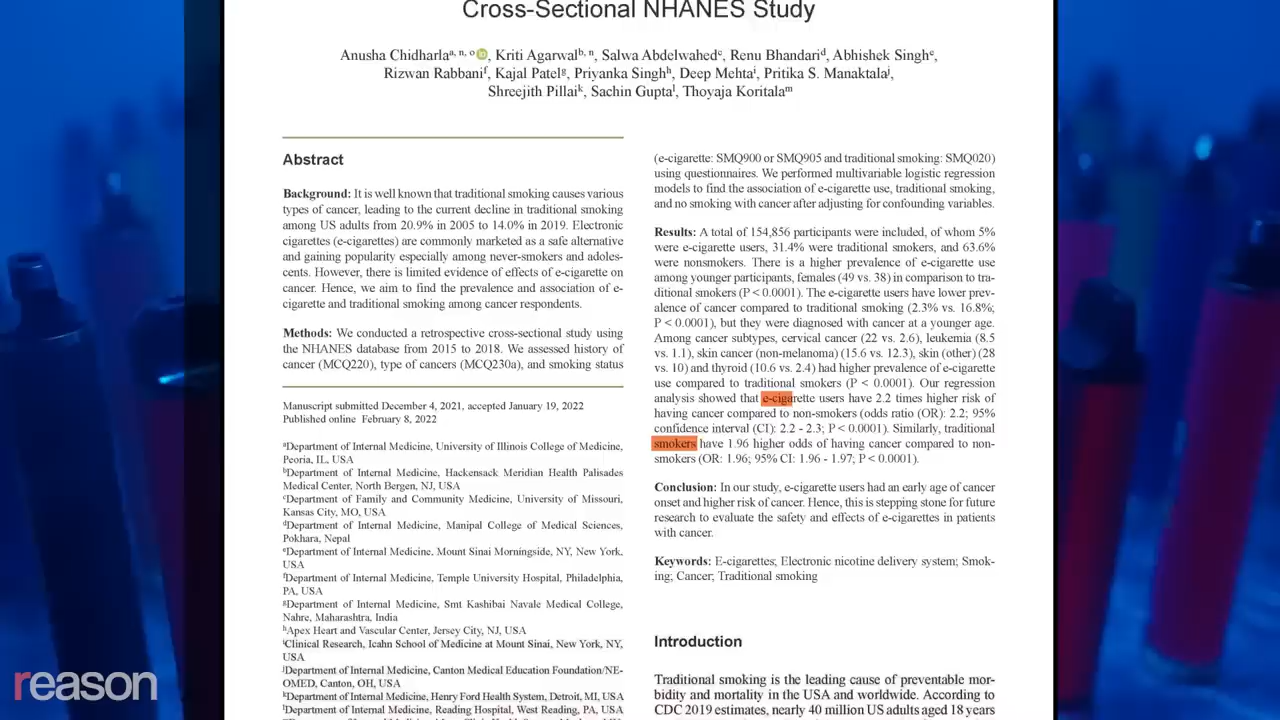 Cross-Sectional NHANES Study
Anusha Chidharlaᵃ, ⁿ, ᵒ, Kriti Agarwalᵇ, ⁿ, Salwa Abdelwahedᶜ, Renu Bhandariᵈ, Abhishek Singhᵉ,
Rizwan Rabbaniᶠ, Kajal Patelᵍ, Priyanka Singhʰ, Deep Mehtaⁱ, Pritika S. Manaktalaʲ,
Shreejith Pillaiᵏ, Sachin Guptaˡ, Thoyaja Koritalaᵐ
Abstract
Background: It is well known that traditional smoking causes various
types of cancer, leading to the current decline in traditional smoking
among US adults from 20.9% in 2005 to 14.0% in 2019. Electronic
cigarettes (e-cigarettes) are commonly marketed as a safe alternative
and gaining popularity especially among never-smokers and adoles-
cents. However, there is limited evidence of effects of e-cigarette on
cancer. Hence, we aim to find the prevalence and association of e-
cigarette and traditional smoking among cancer respondents.
Methods: We conducted a retrospective cross-sectional study using
the NHANES database from 2015 to 2018. We assessed history of
cancer (MCQ220), type of cancers (MCQ230a), and smoking status
Manuscript submitted December 4, 2021, accepted January 19, 2022
Published online February 8, 2022
ᵃDepartment of Internal Medicine, University of Illinois College of Medicine,
Peoria, IL, USA
ᵇDepartment of Internal Medicine, Hackensack Meridian Health Palisades
Medical Center, North Bergen, NJ, USA
ᶜDepartment of Family and Community Medicine, University of Missouri,
Kansas City, MO, USA
ᵈDepartment of Internal Medicine, Manipal College of Medical Sciences,
Pokhara, Nepal
ᵉDepartment of Internal Medicine, Mount Sinai Morningside, NY, New York,
USA
ᶠDepartment of Internal Medicine, Temple University Hospital, Philadelphia,
PA, USA
ᵍDepartment of Internal Medicine, Smt Kashibai Navale Medical College,
Nahre, Maharashtra, India
ʰApex Heart and Vascular Center, Jersey City, NJ, USA
ⁱClinical Research, Icahn School of Medicine at Mount Sinai, New York, NY,
USA
ʲDepartment of Internal Medicine, Canton Medical Education Foundation/NE-
OMED, Canton, OH, USA
ᵏDepartment of Internal Medicine, Henry Ford Health System, Detroit, MI, USA
ˡDepartment of Internal Medicine, Reading Hospital, West Reading, PA, USA
(e-cigarette: SMQ900 or SMQ905 and traditional smoking: SMQ020)
using questionnaires. We performed multivariable logistic regression
models to find the association of e-cigarette use, traditional smoking,
and no smoking with cancer after adjusting for confounding variables.
Results: A total of 154,856 participants were included, of whom 5%
were e-cigarette users, 31.4% were traditional smokers, and 63.6%
were nonsmokers. There is a higher prevalence of e-cigarette use
among younger participants, females (49 vs. 38) in comparison to tra-
ditional smokers (P < 0.0001). The e-cigarette users have lower prev-
alence of cancer compared to traditional smoking (2.3% vs. 16.8%;
P < 0.0001), but they were diagnosed with cancer at a younger age.
Among cancer subtypes, cervical cancer (22 vs. 2.6), leukemia (8.5
vs. 1.1), skin cancer (non-melanoma) (15.6 vs. 12.3), skin (other) (28
vs. 10) and thyroid (10.6 vs. 2.4) had higher prevalence of e-cigarette
use compared to traditional smokers (P < 0.0001). Our regression
analysis showed that e-cigarette users have 2.2 times higher risk of
having cancer compared to non-smokers (odds ratio (OR): 2.2; 95%
confidence interval (CI): 2.2 - 2.3; P < 0.0001). Similarly, traditional
smokers have 1.96 higher odds of having cancer compared to non-
smokers (OR: 1.96; 95% CI: 1.96 - 1.97; P < 0.0001).
Conclusion: In our study, e-cigarette users had an early age of cancer
onset and higher risk of cancer. Hence, this is stepping stone for future
research to evaluate the safety and effects of e-cigarettes in patients
with cancer.
Keywords: E-cigarettes; Electronic nicotine delivery system; Smok-
ing; Cancer; Traditional smoking
Introduction
Traditional smoking is the leading cause of preventable mor-
bidity and mortality in the USA and worldwide. According to
CDC 2019 estimates, nearly 40 million US adults aged 18 years
reason